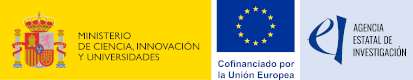 MINISTERIO
DE CIENCIA, INNOVACIÓN
Y UNIVERSIDADES
Cofinanciado por
la Unión Europea
AGENCIA
ESTATAL DE
INVESTIGACIÓN